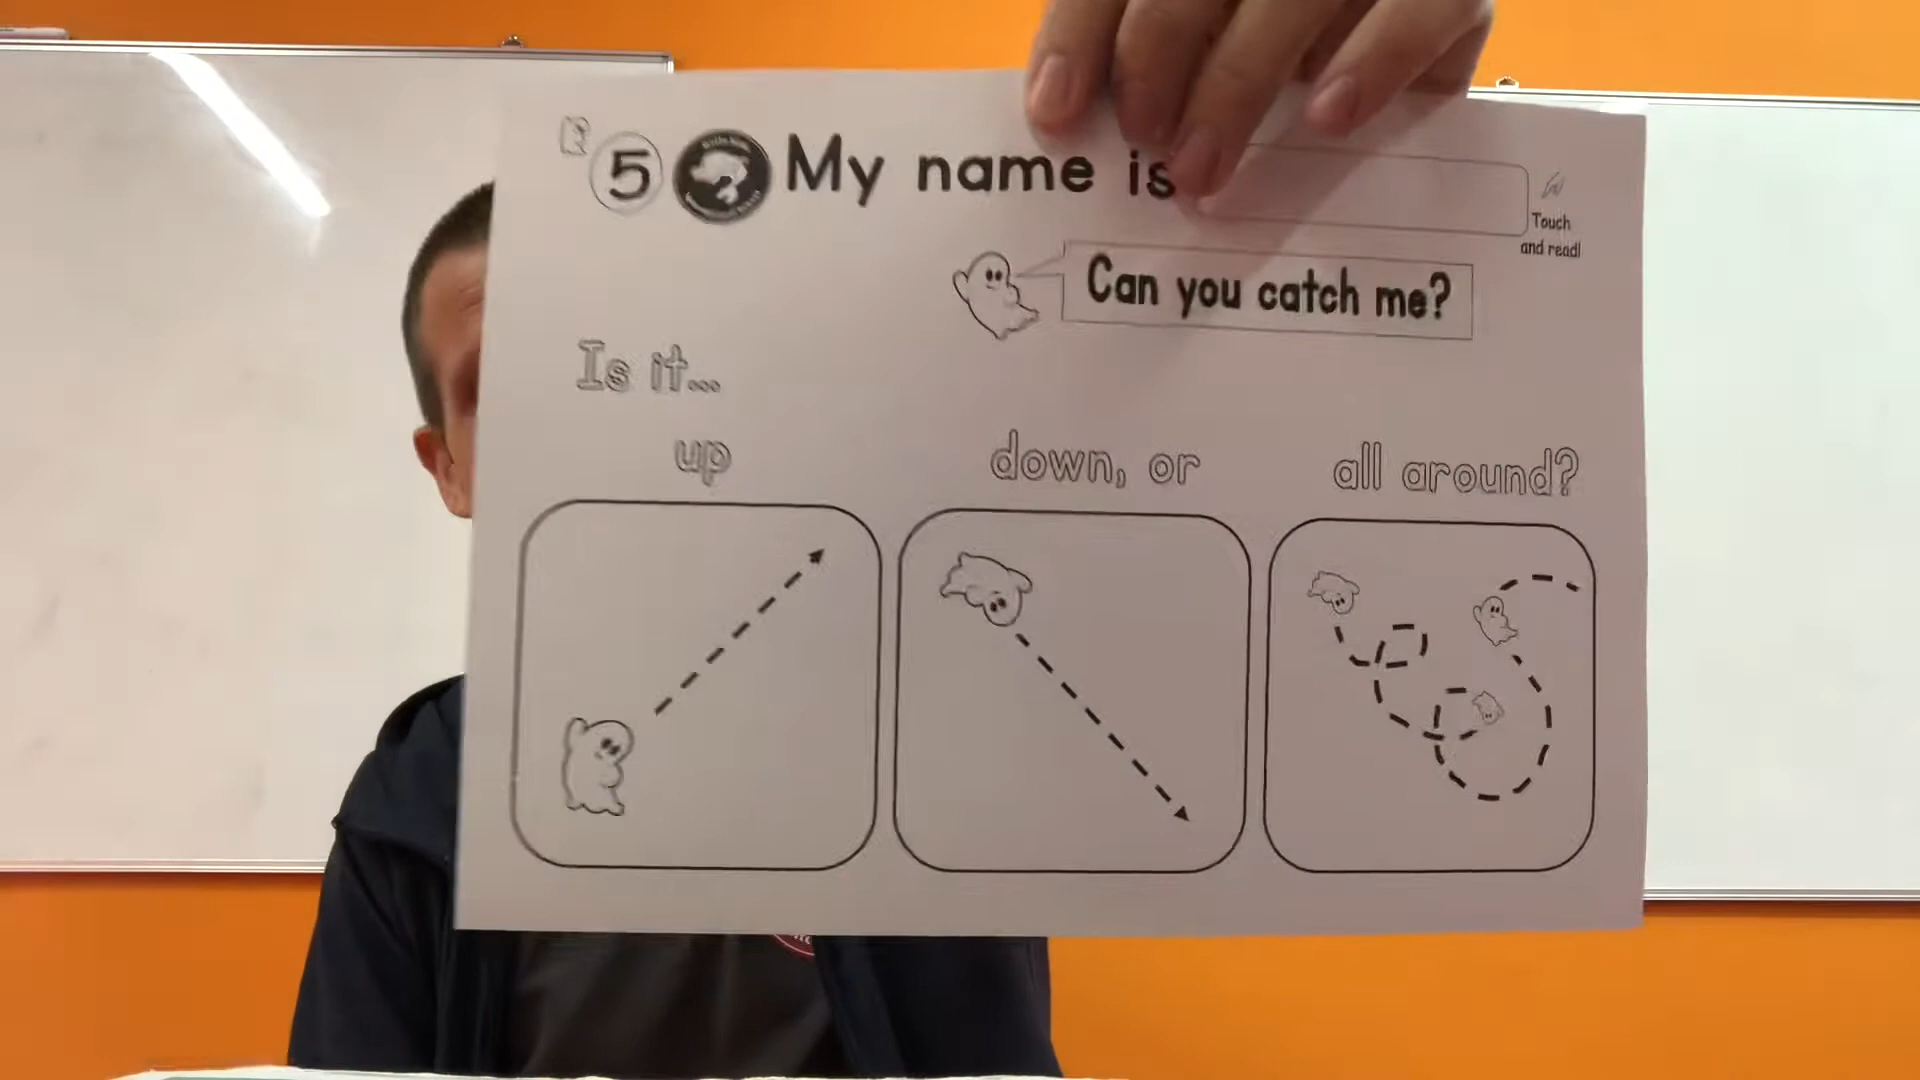 5 My name is
Touch
and read!
Can you catch me?
Is it...
up
down, or
all around?